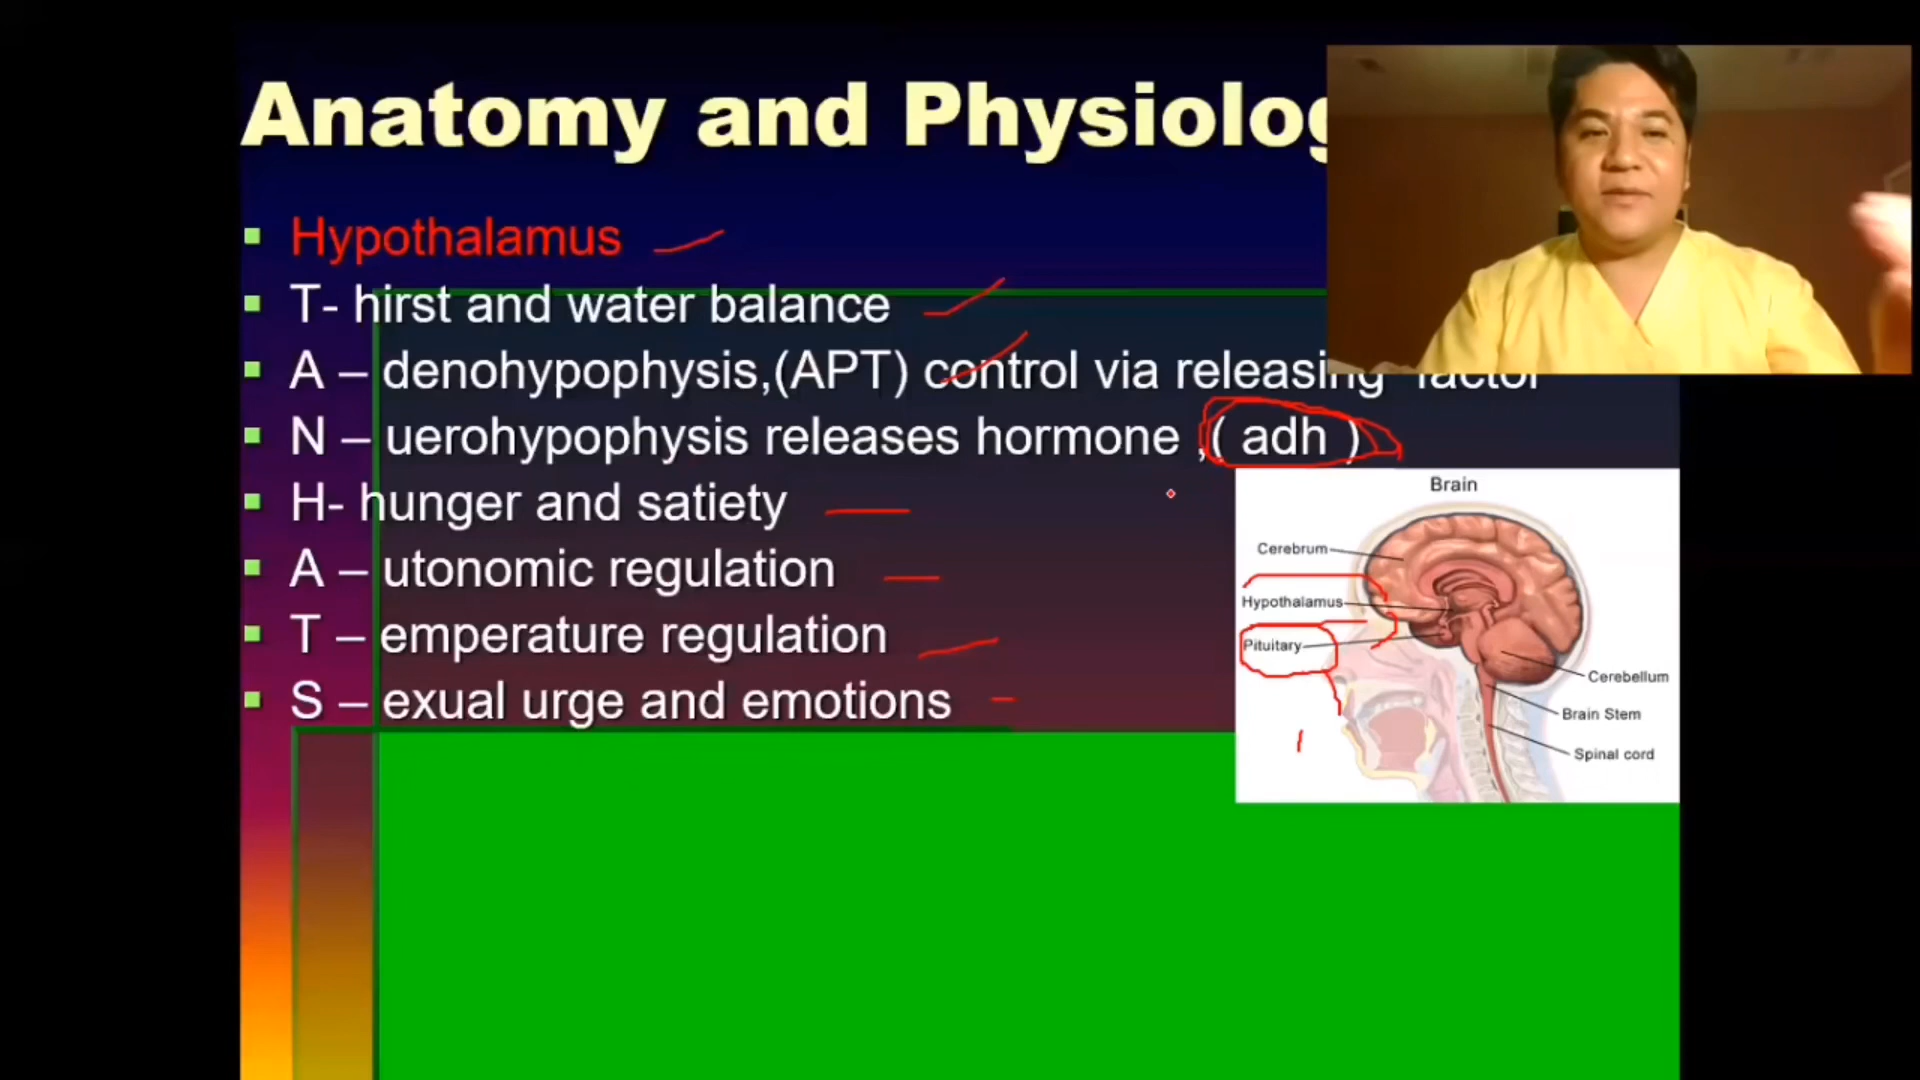 Anatomy and Physiolog
Hypothalamus
T- hirst and water balance
A – denohypophysis,(APT) control via releasing factor
N – uerohypophysis releases hormone ,( adh )
H- hunger and satiety
A – utonomic regulation
T – emperature regulation
S – exual urge and emotions
Brain
Cerebrum
Hypothalamus
Pituitary
Cerebellum
Brain Stem
Spinal cord